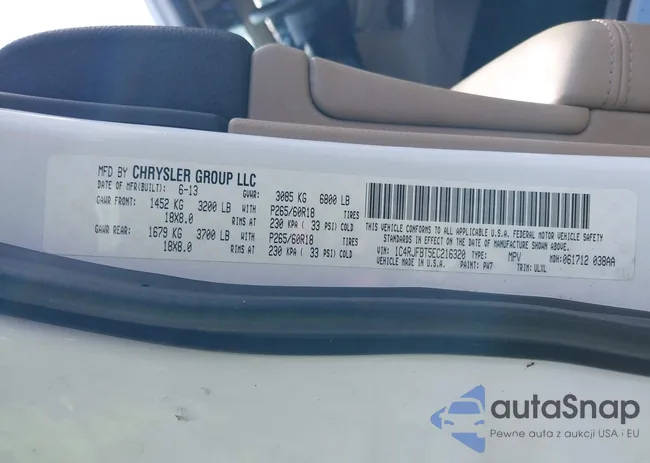 MFD BY CHRYSLER GROUP LLC
DATE OF MFR(BUILT): 6-13 GVWR: 3085 KG 6800 LB
GAWR FRONT: 1452 KG 3200 LB WITH P265/60R18 TIRES
18X8.0 RIMS AT 230 KPA ( 33 PSI) COLD
GAWR REAR: 1679 KG 3700 LB WITH P265/60R18 TIRES
18X8.0 RIMS AT 230 KPA ( 33 PSI) COLD
THIS VEHICLE CONFORMS TO ALL APPLICABLE U.S.A. FEDERAL MOTOR VEHICLE SAFETY
STANDARDS IN EFFECT ON THE DATE OF MANUFACTURE SHOWN ABOVE.
VIN: 1C4RJFBT5EC216320 TYPE: MPV MDH: 061712 038AA
VEHICLE MADE IN U.S.A. PAINT: PW7 TRIM: ULXL
autaSnap
Pewne auta z aukcji USA i EU